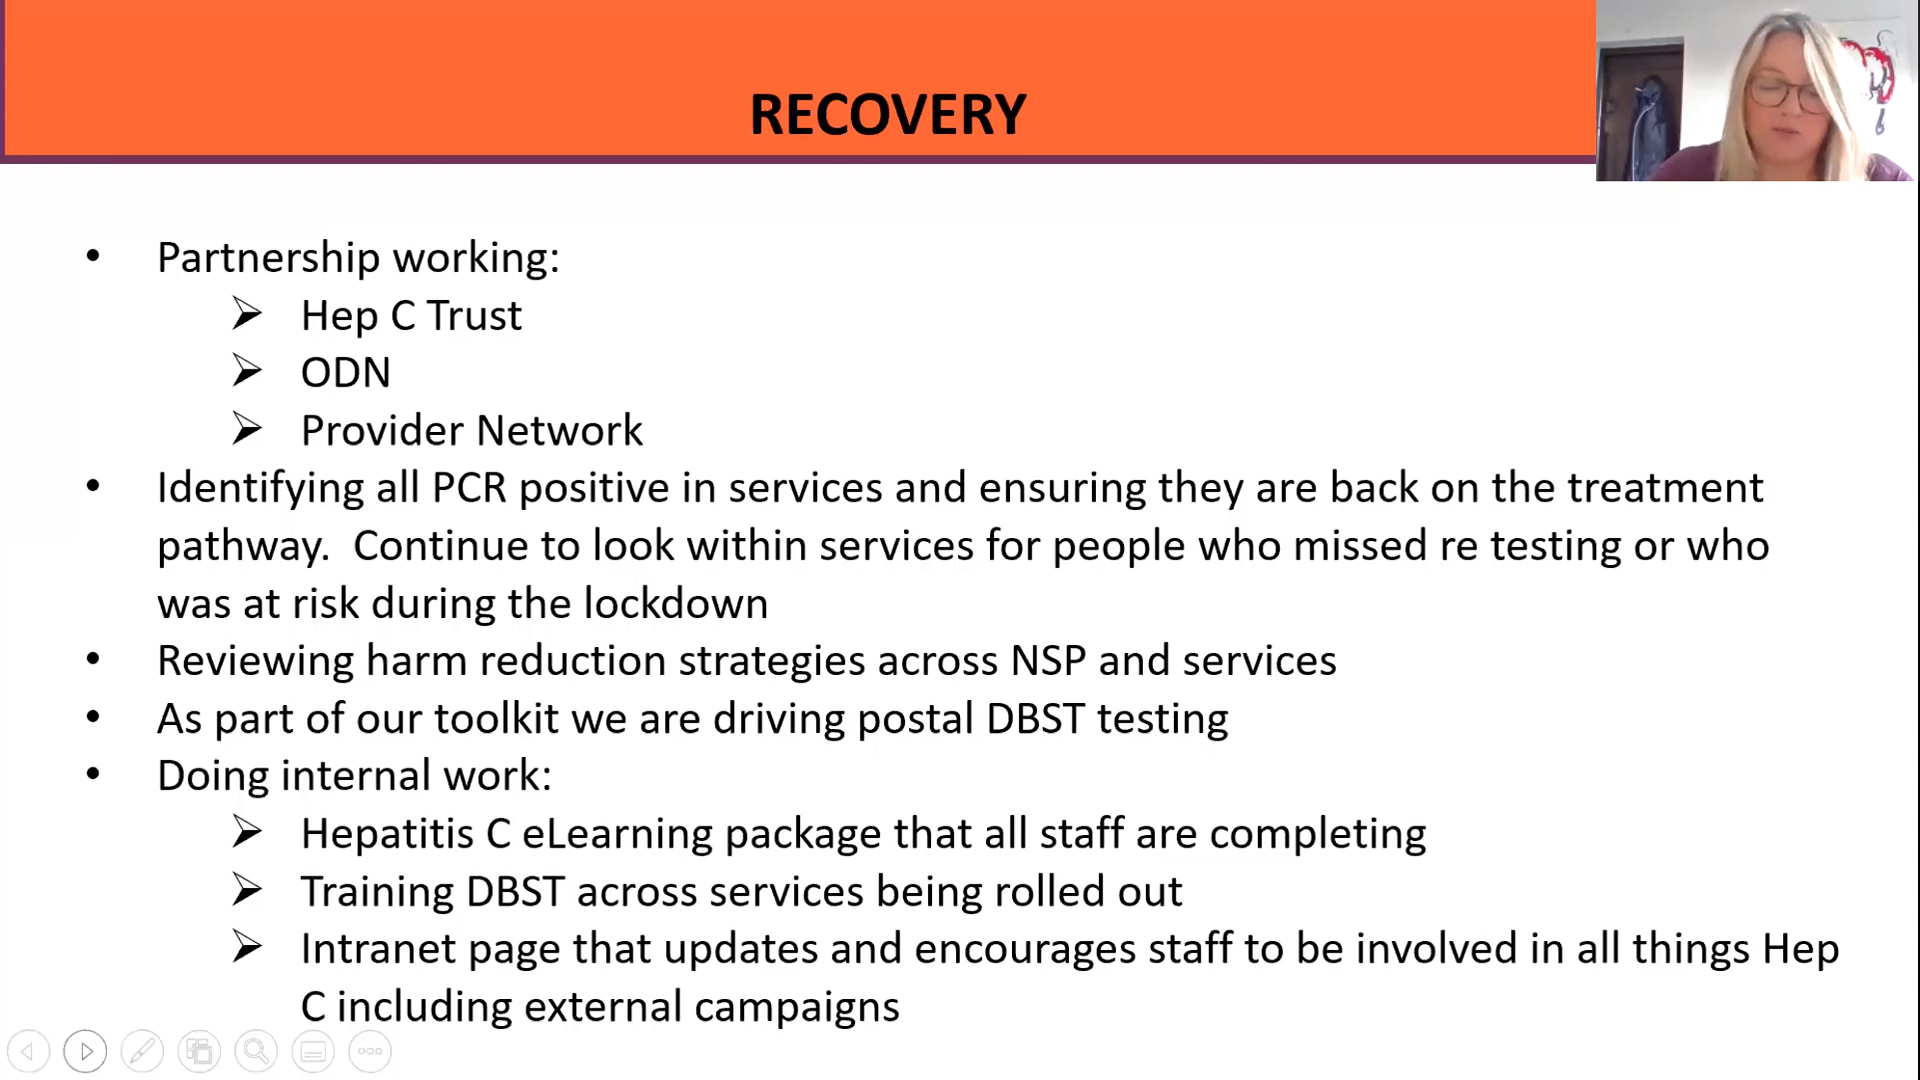 RECOVERY
• Partnership working:
➢ Hep C Trust
➢ ODN
➢ Provider Network
• Identifying all PCR positive in services and ensuring they are back on the treatment
pathway.  Continue to look within services for people who missed re testing or who
was at risk during the lockdown
• Reviewing harm reduction strategies across NSP and services
• As part of our toolkit we are driving postal DBST testing
• Doing internal work:
➢ Hepatitis C eLearning package that all staff are completing
➢ Training DBST across services being rolled out
➢ Intranet page that updates and encourages staff to be involved in all things Hep
C including external campaigns